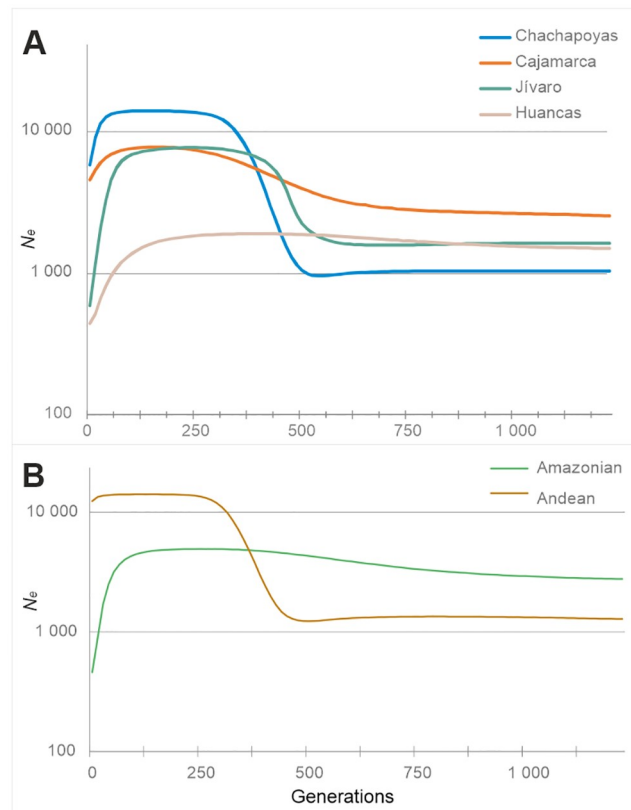 A
Chachapoyas
Cajamarca
Jívaro
Huancas
10 000
1 000
100
Ne
0 250 500 750 1 000
B
Amazonian
Andean
10 000
1 000
100
Ne
0 250 500 750 1 000
Generations